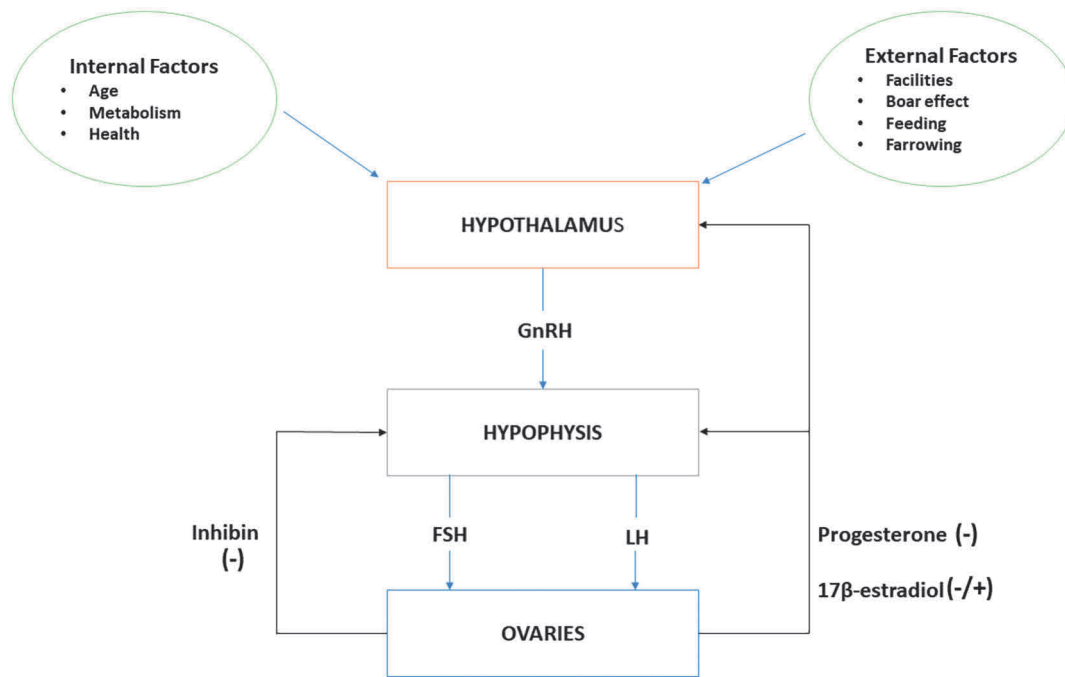 Internal Factors
• Age
• Metabolism
• Health
External Factors
• Facilities
• Boar effect
• Feeding
• Farrowing
HYPOTHALAMUS
GnRH
HYPOPHYSIS
Inhibin
(-)
FSH
LH
Progesterone (-)
17β-estradiol (-/+)
OVARIES